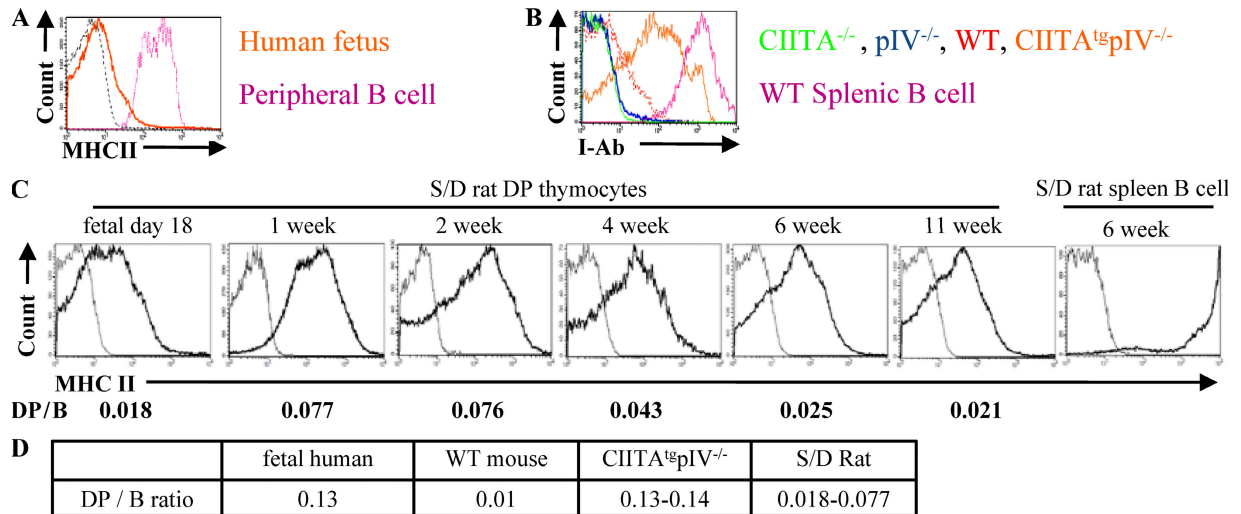 A
Count
MHCII
Human fetus
Peripheral B cell
B
Count
I-Ab
CIITA-/-, pIV-/-, WT, CIITAtgpIV-/-
WT Splenic B cell
C
S/D rat DP thymocytes
S/D rat spleen B cell
fetal day 18 1 week 2 week 4 week 6 week 11 week 6 week
Count
MHC II
DP/B 0.018 0.077 0.076 0.043 0.025 0.021
D
fetal human WT mouse CIITAtgpIV-/- S/D Rat
DP / B ratio 0.13 0.01 0.13-0.14 0.018-0.077